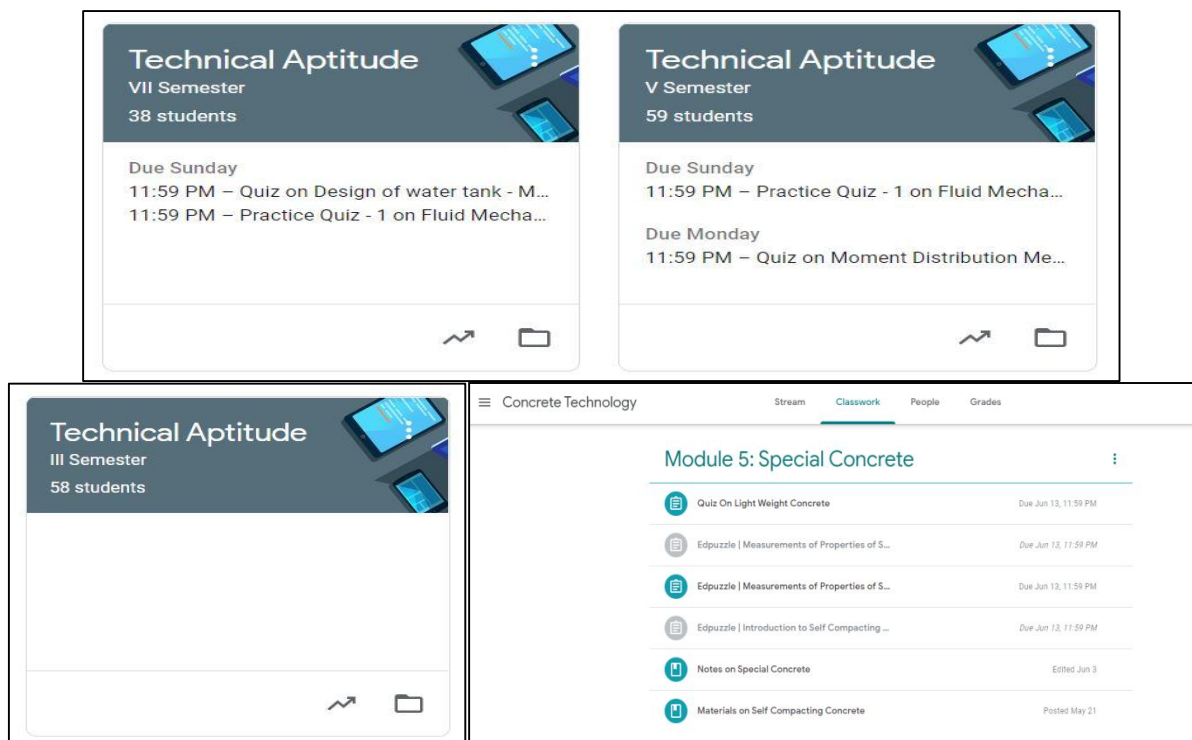 Technical Aptitude
VII Semester
38 students
Due Sunday
11:59 PM – Quiz on Design of water tank - M...
11:59 PM – Practice Quiz - 1 on Fluid Mecha...
Technical Aptitude
V Semester
59 students
Due Sunday
11:59 PM – Practice Quiz - 1 on Fluid Mecha...
Due Monday
11:59 PM – Quiz on Moment Distribution Me...
Technical Aptitude
III Semester
58 students
Concrete Technology
Stream Classwork People Grades
Module 5: Special Concrete
Quiz On Light Weight Concrete Due Jun 13, 11:59 PM
Edpuzzle | Measurements of Properties of S... Due Jun 13, 11:59 PM
Edpuzzle | Measurements of Properties of S... Due Jun 13, 11:59 PM
Edpuzzle | Introduction to Self Compacting ... Due Jun 13, 11:59 PM
Notes on Special Concrete Edited Jun 3
Materials on Self Compacting Concrete Posted May 21